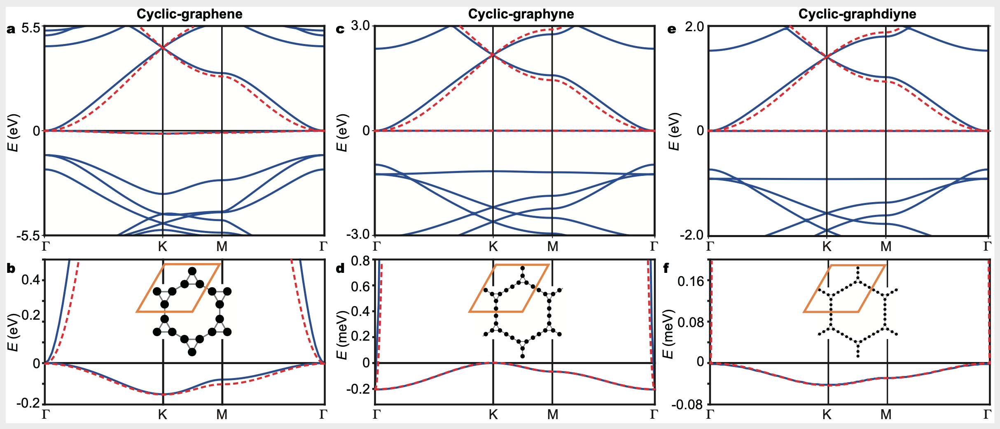 Cyclic-graphene
Cyclic-graphyne
Cyclic-graphdiyne
a
5.5
0
-5.5
E (eV)
Γ K M Γ
c
3.0
0
-3.0
E (eV)
Γ K M Γ
e
2.0
0
-2.0
E (eV)
Γ K M Γ
b
0.4
0.2
0
-0.2
E (eV)
Γ K M Γ
d
0.8
0.6
0.4
0.2
0
-0.2
E (meV)
Γ K M Γ
f
0.16
0.08
0
-0.08
E (meV)
Γ K M Γ